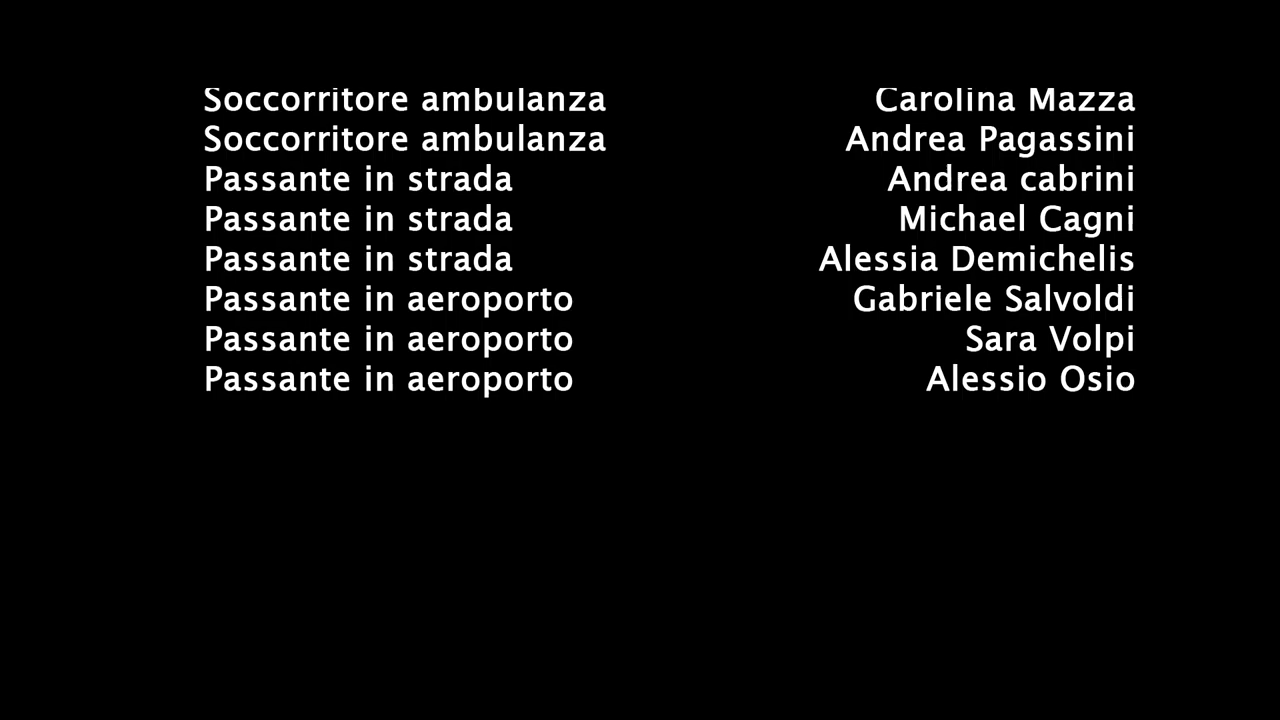 Soccorritore ambulanza Carolina Mazza
Soccorritore ambulanza Andrea Pagassini
Passante in strada Andrea cabrini
Passante in strada Michael Cagni
Passante in strada Alessia Demichelis
Passante in aeroporto Gabriele Salvoldi
Passante in aeroporto Sara Volpi
Passante in aeroporto Alessio Osio